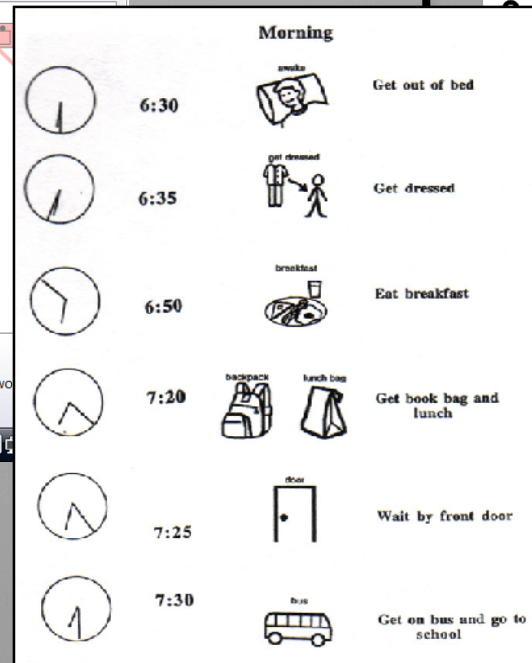 Morning
awake
6:30
Get out of bed
get dressed
6:35
Get dressed
breakfast
6:50
Eat breakfast
backpack
lunch bag
7:20
Get book bag and
lunch
door
7:25
Wait by front door
7:30
bus
Get on bus and go to
school